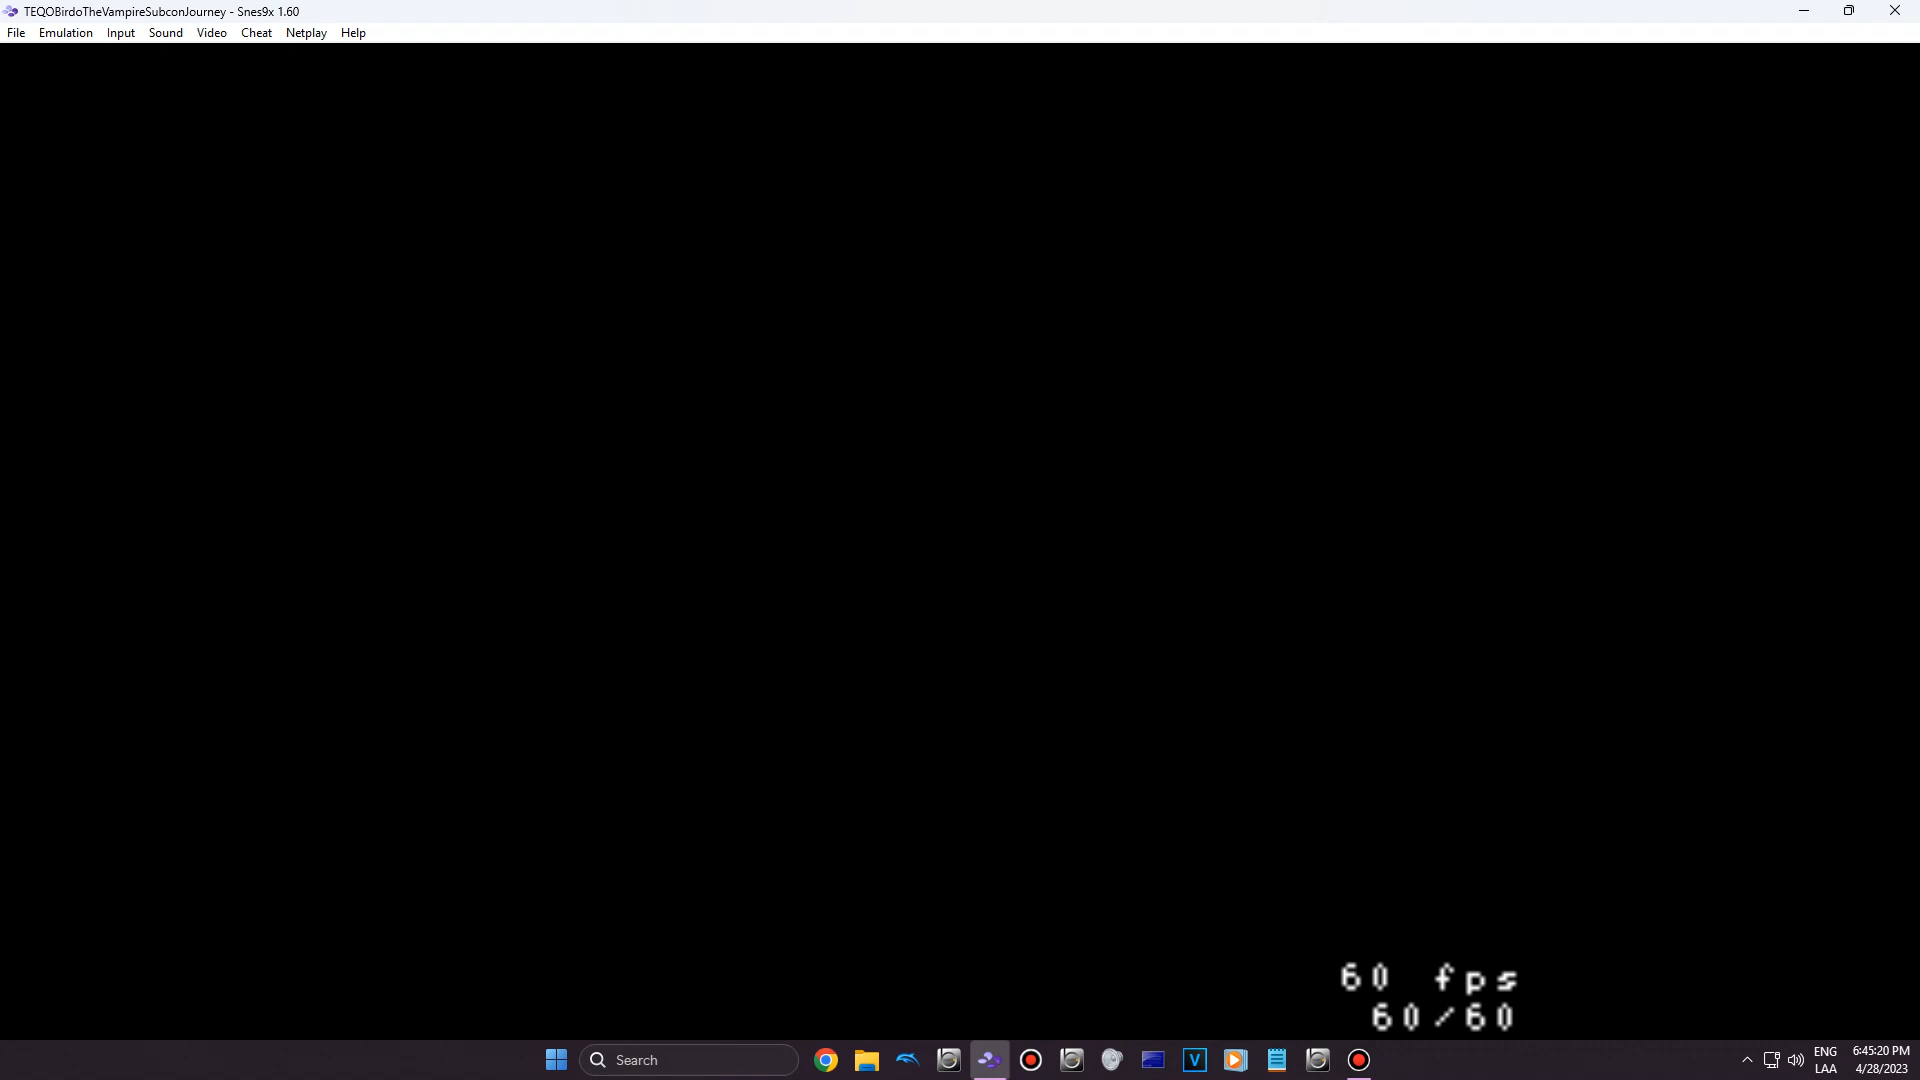 TEQOBirdoTheVampireSubconJourney - Snes9x 1.60
File Emulation Input Sound Video Cheat Netplay Help
60 fps
60/60
Search
V
ENG
LAA
6:45:20 PM
4/28/2023